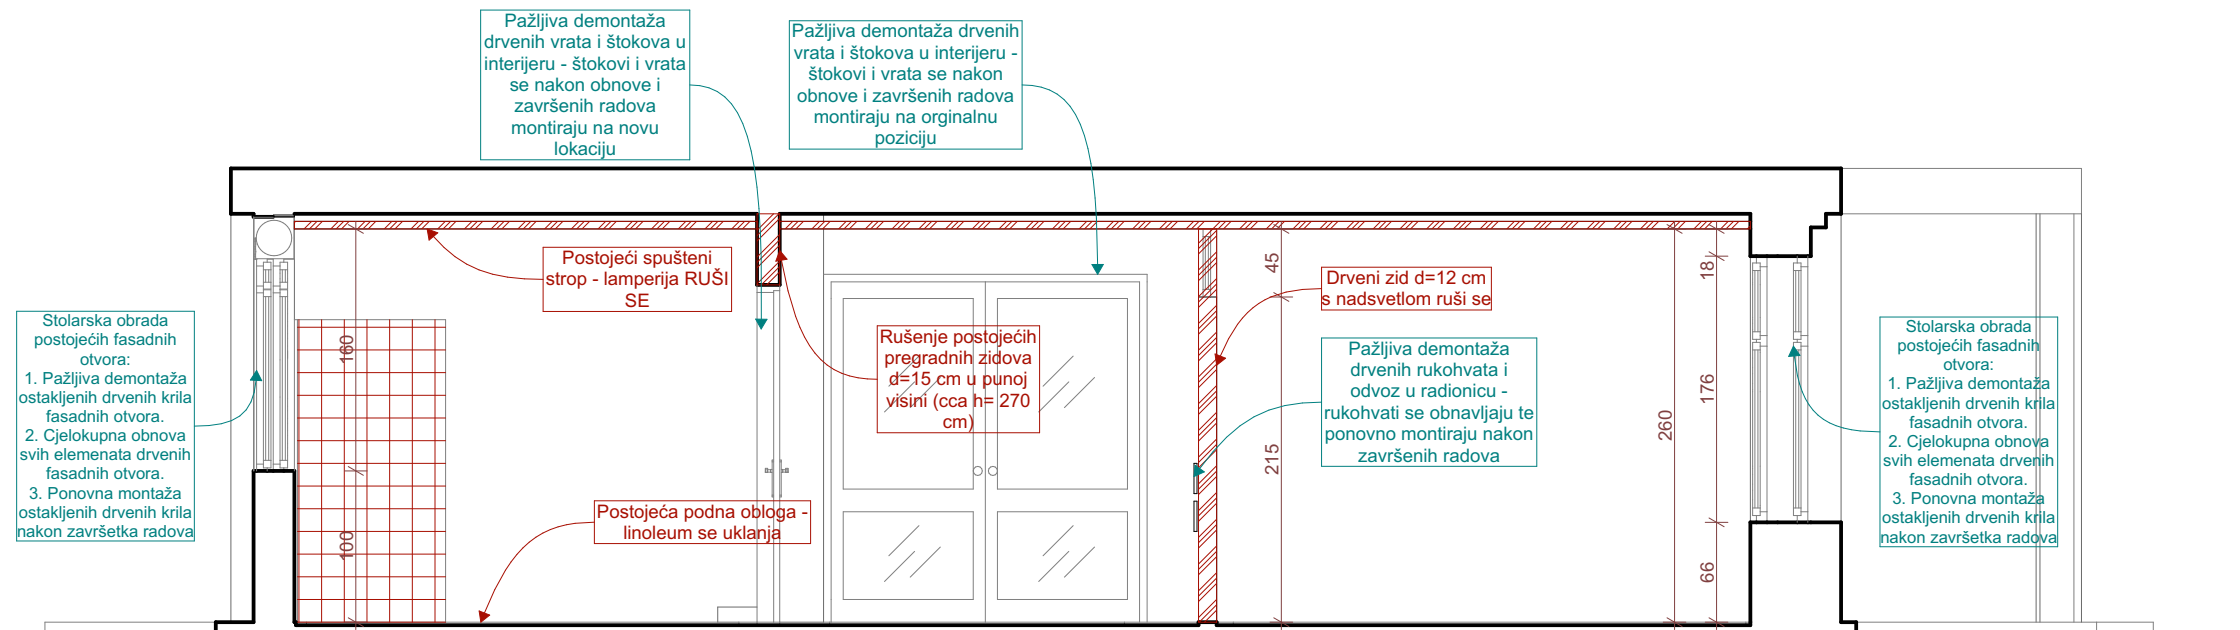 Pažljiva demontaža
drvenih vrata i štokova u
interijeru - štokovi i vrata
se nakon obnove i
završenih radova
montiraju na novu
lokaciju
Pažljiva demontaža drvenih
vrata i štokova u interijeru -
štokovi i vrata se nakon
obnove i završenih radova
montiraju na orginalnu
poziciju
Postojeći spušteni
strop - lamperija RUŠI
SE
45
Drveni zid d=12 cm
s nadsvetlom ruši se
18
Stolarska obrada
postojećih fasadnih
otvora:
1. Pažljiva demontaža
ostakljenih drvenih krila
fasadnih otvora.
2. Cjelokupna obnova
svih elemenata drvenih
fasadnih otvora.
3. Ponovna montaža
ostakljenih drvenih krila
nakon završetka radova
160
100
Rušenje postojećih
pregradnih zidova
d=15 cm u punoj
visini (cca h= 270
cm)
Pažljiva demontaža
drvenih rukohvata i
odvoz u radionicu -
rukohvati se obnavljaju te
ponovno montiraju nakon
završenih radova
215
260
176
66
Stolarska obrada
postojećih fasadnih
otvora:
1. Pažljiva demontaža
ostakljenih drvenih krila
fasadnih otvora.
2. Cjelokupna obnova
svih elemenata drvenih
fasadnih otvora.
3. Ponovna montaža
ostakljenih drvenih krila
nakon završetka radova
Postojeća podna obloga -
linoleum se uklanja